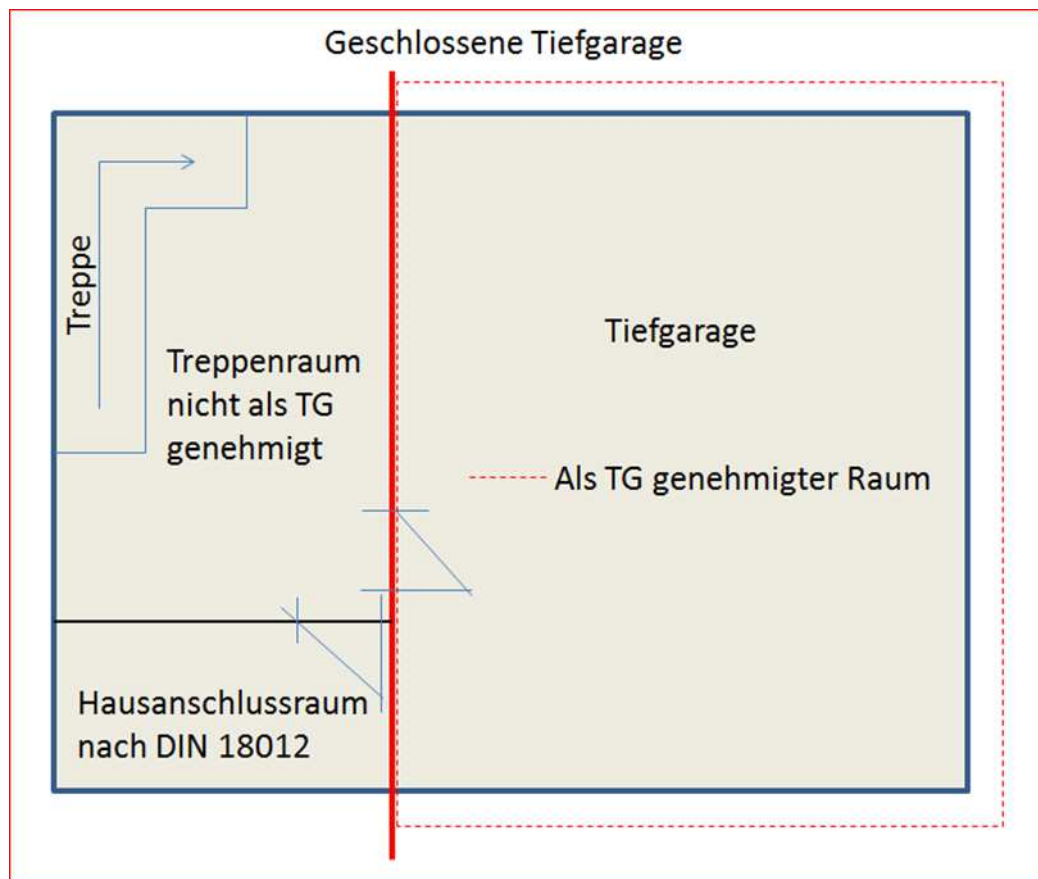 Geschlossene Tiefgarage
Treppe
Treppenraum
nicht als TG
genehmigt
Tiefgarage
Als TG genehmigter Raum
Hausanschlussraum
nach DIN 18012